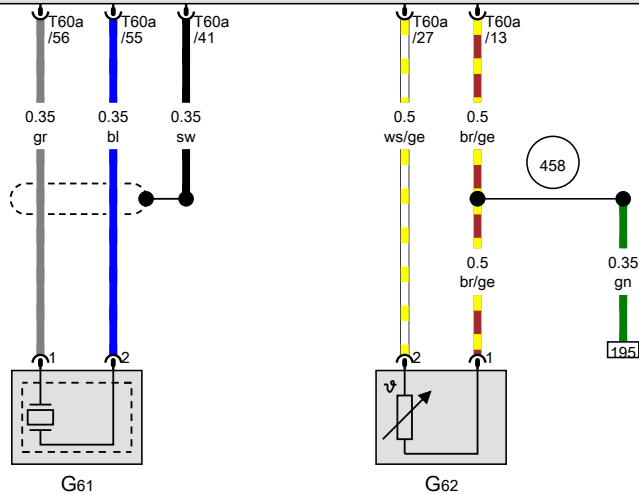 T60a
/56
T60a
/55
T60a
/41
T60a
/27
T60a
/13
0.35
gr
0.35
bl
0.35
sw
0.5
ws/ge
0.5
br/ge
458
0.5
br/ge
0.35
gn
195
1
2
2
1
ϑ
G61
G62